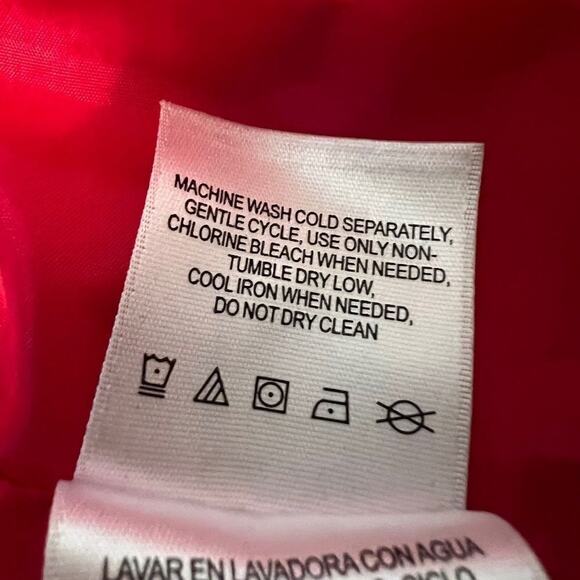 MACHINE WASH COLD SEPARATELY,
GENTLE CYCLE, USE ONLY NON-
CHLORINE BLEACH WHEN NEEDED,
TUMBLE DRY LOW,
COOL IRON WHEN NEEDED,
DO NOT DRY CLEAN
LAVAR EN LAVADORA CON AGUA
CICLO